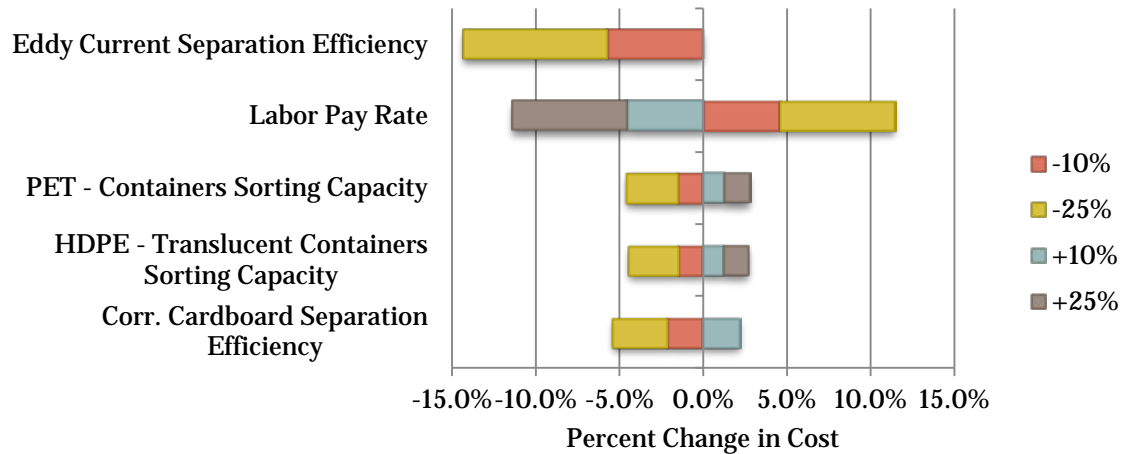 Eddy Current Separation Efficiency
Labor Pay Rate
PET - Containers Sorting Capacity
HDPE - Translucent Containers
Sorting Capacity
Corr. Cardboard Separation
Efficiency
-10%
-25%
+10%
+25%
-15.0% -10.0% -5.0% 0.0% 5.0% 10.0% 15.0%
Percent Change in Cost